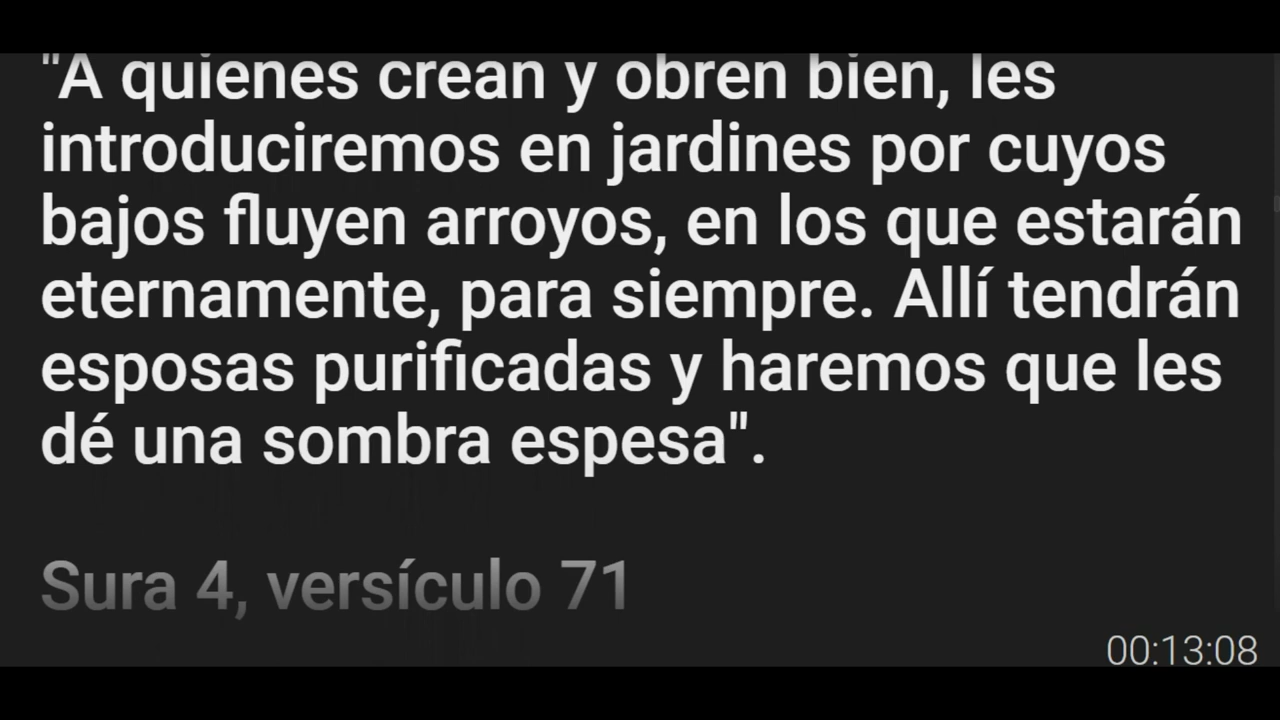 "A quienes crean y obren bien, les
introduciremos en jardines por cuyos
bajos fluyen arroyos, en los que estarán
eternamente, para siempre. Allí tendrán
esposas purificadas y haremos que les
dé una sombra espesa".
Sura 4, versículo 71
00:13:08